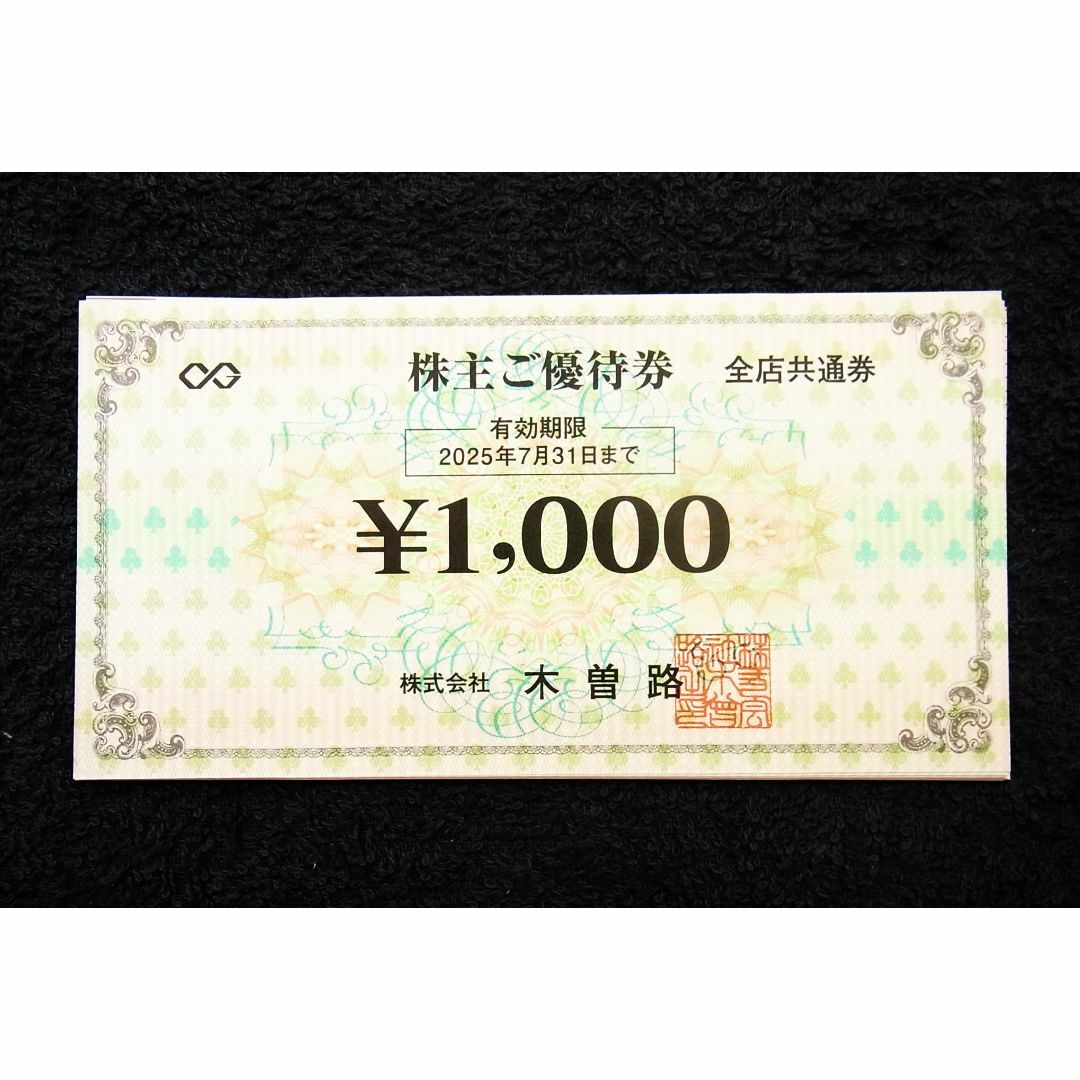 株主ご優待券 全店共通券
有効期限
2025年7月31日まで
¥1,000
株式会社 木曽路